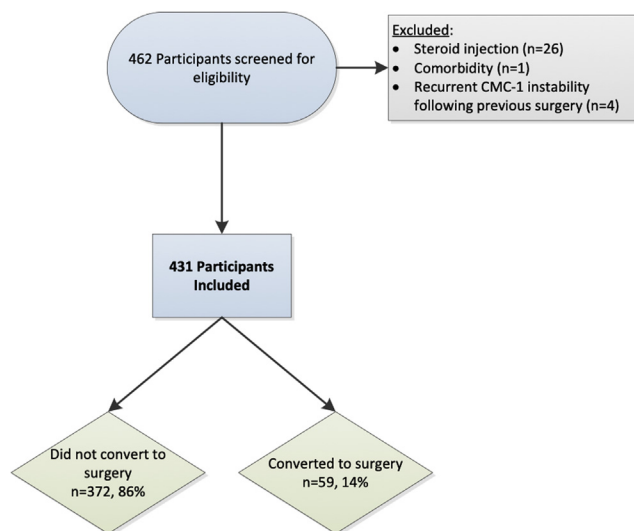 462 Participants screened for
eligibility
Excluded:
• Steroid injection (n=26)
• Comorbidity (n=1)
• Recurrent CMC-1 instability
following previous surgery (n=4)
431 Participants
Included
Did not convert to
surgery
n=372, 86%
Converted to surgery
n=59, 14%